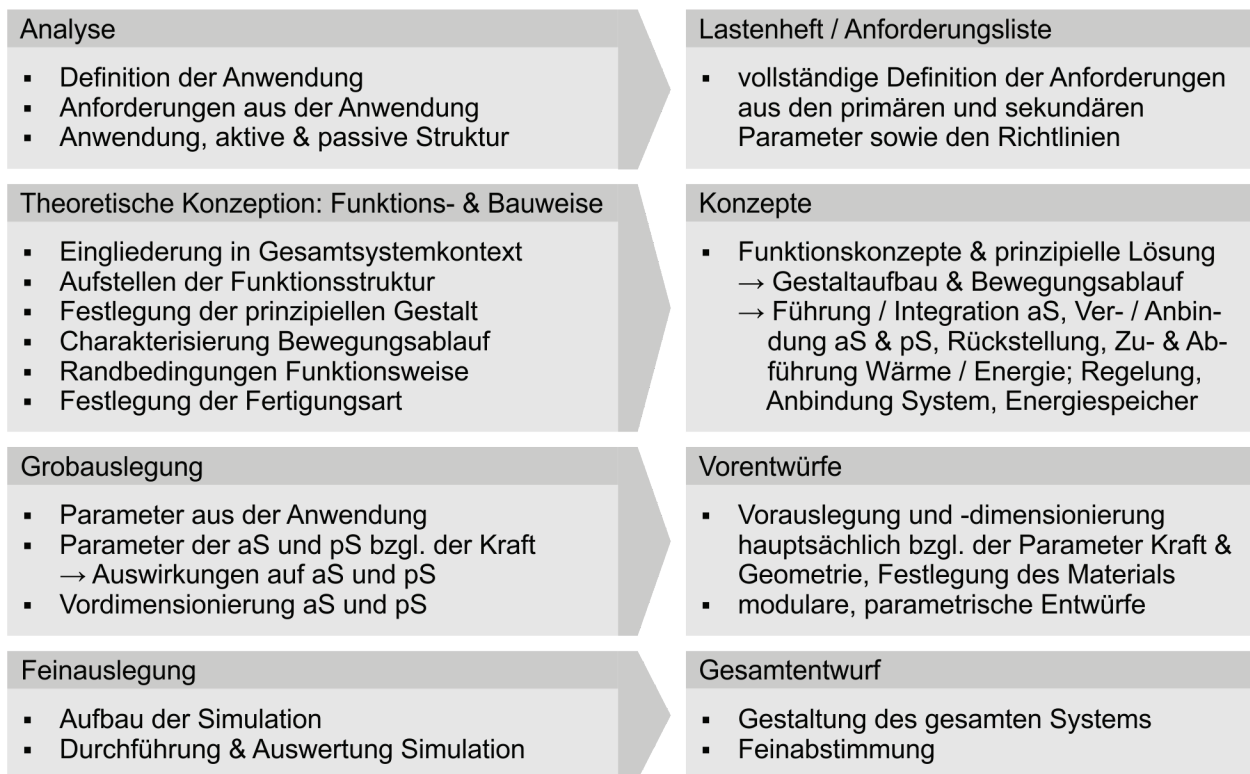 Analyse
▪ Definition der Anwendung
▪ Anforderungen aus der Anwendung
▪ Anwendung, aktive & passive Struktur
Lastenheft / Anforderungsliste
▪ vollständige Definition der Anforderungen
aus den primären und sekundären
Parameter sowie den Richtlinien
Theoretische Konzeption: Funktions- & Bauweise
▪ Eingliederung in Gesamtsystemkontext
▪ Aufstellen der Funktionsstruktur
▪ Festlegung der prinzipiellen Gestalt
▪ Charakterisierung Bewegungsablauf
▪ Randbedingungen Funktionsweise
▪ Festlegung der Fertigungsart
Konzepte
▪ Funktionskonzepte & prinzipielle Lösung
→ Gestaltaufbau & Bewegungsablauf
→ Führung / Integration aS, Ver- / Anbin-
dung aS & pS, Rückstellung, Zu- & Ab-
führung Wärme / Energie; Regelung,
Anbindung System, Energiespeicher
Grobauslegung
▪ Parameter aus der Anwendung
▪ Parameter der aS und pS bzgl. der Kraft
→ Auswirkungen auf aS und pS
▪ Vordimensionierung aS und pS
Vorentwürfe
▪ Vorauslegung und -dimensionierung
hauptsächlich bzgl. der Parameter Kraft &
Geometrie, Festlegung des Materials
▪ modulare, parametrische Entwürfe
Feinauslegung
▪ Aufbau der Simulation
▪ Durchführung & Auswertung Simulation
Gesamtentwurf
▪ Gestaltung des gesamten Systems
▪ Feinabstimmung